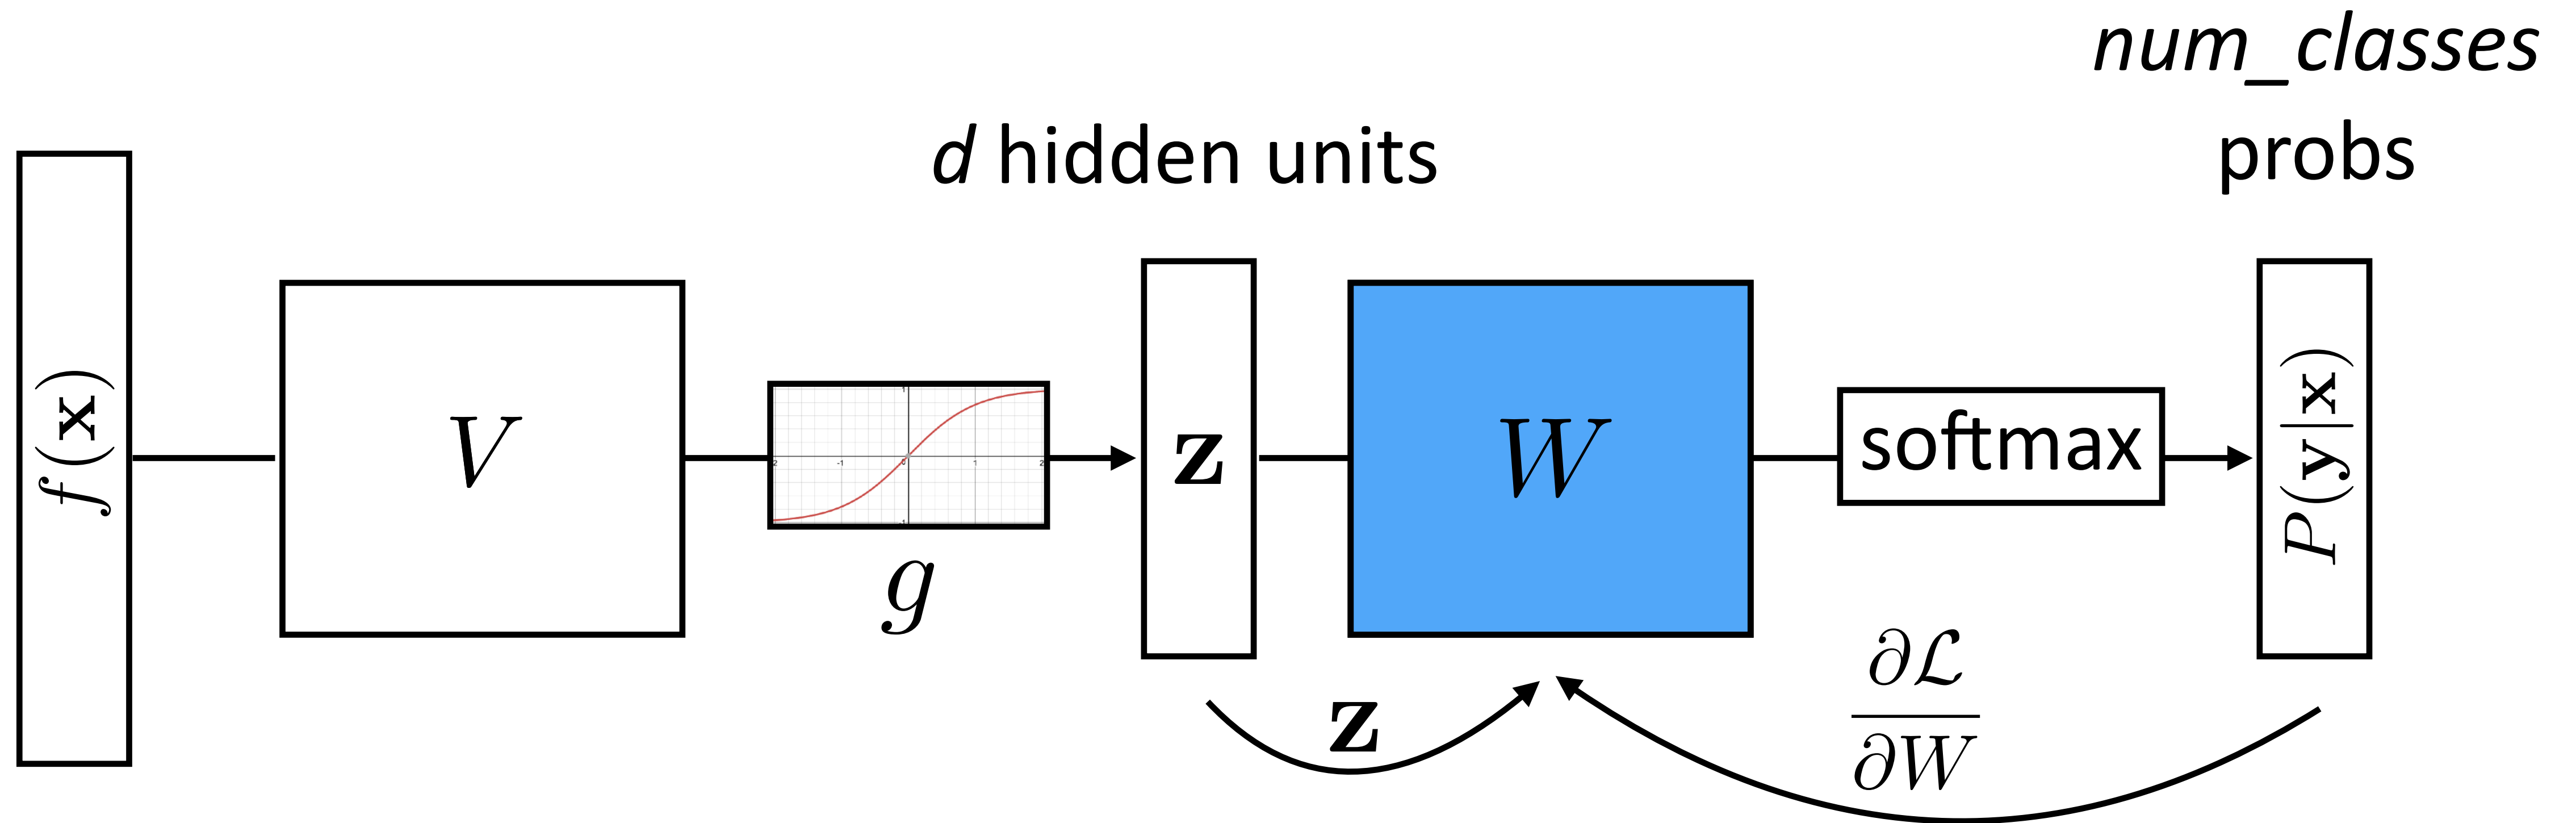 num_classes
probs
d hidden units
f(x)
V
g
z
W
softmax
P(y|x)
z
∂ℒ
∂W